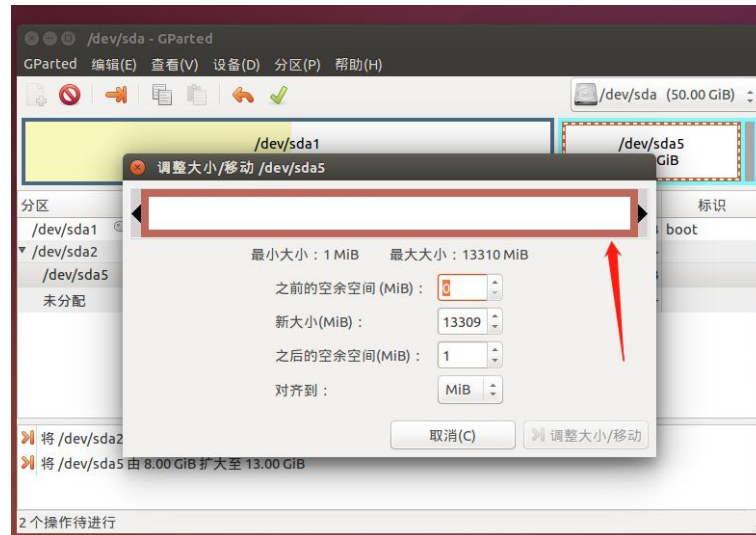 /dev/sda - GParted
GParted 编辑(E) 查看(V) 设备(D) 分区(P) 帮助(H)
/dev/sda (50.00 GiB)
/dev/sda1
/dev/sda5
GiB
调整大小/移动 /dev/sda5
分区
标识
/dev/sda1
boot
/dev/sda2
/dev/sda5
未分配
最小大小：1 MiB 最大大小：13310 MiB
之前的空余空间 (MiB)： 0
新大小(MiB)： 13309
之后的空余空间(MiB)： 1
对齐到： MiB
取消(C) 调整大小/移动
将 /dev/sda2
将 /dev/sda5 由 8.00 GiB 扩大至 13.00 GiB
2 个操作待进行